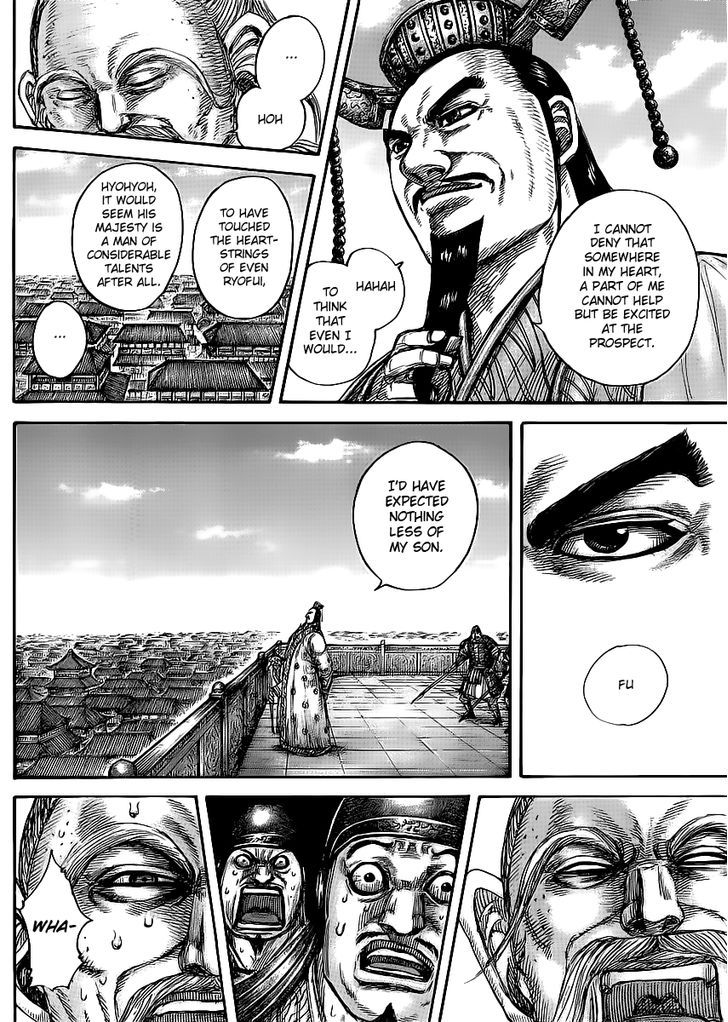 ...
HOH
I CANNOT
DENY THAT
SOMEWHERE
IN MY HEART,
A PART OF ME
CANNOT HELP
BUT BE EXCITED
AT THE
PROSPECT.
HAHAH
TO
THINK
THAT
EVEN I
WOULD...
TO HAVE
TOUCHED
THE HEART-
STRINGS
OF EVEN
RYOFUI,
HYOHYOH,
IT WOULD
SEEM HIS
MAJESTY IS
A MAN OF
CONSIDERABLE
TALENTS
AFTER ALL.
...
FU
I'D HAVE
EXPECTED
NOTHING
LESS OF
MY SON.
WHA-